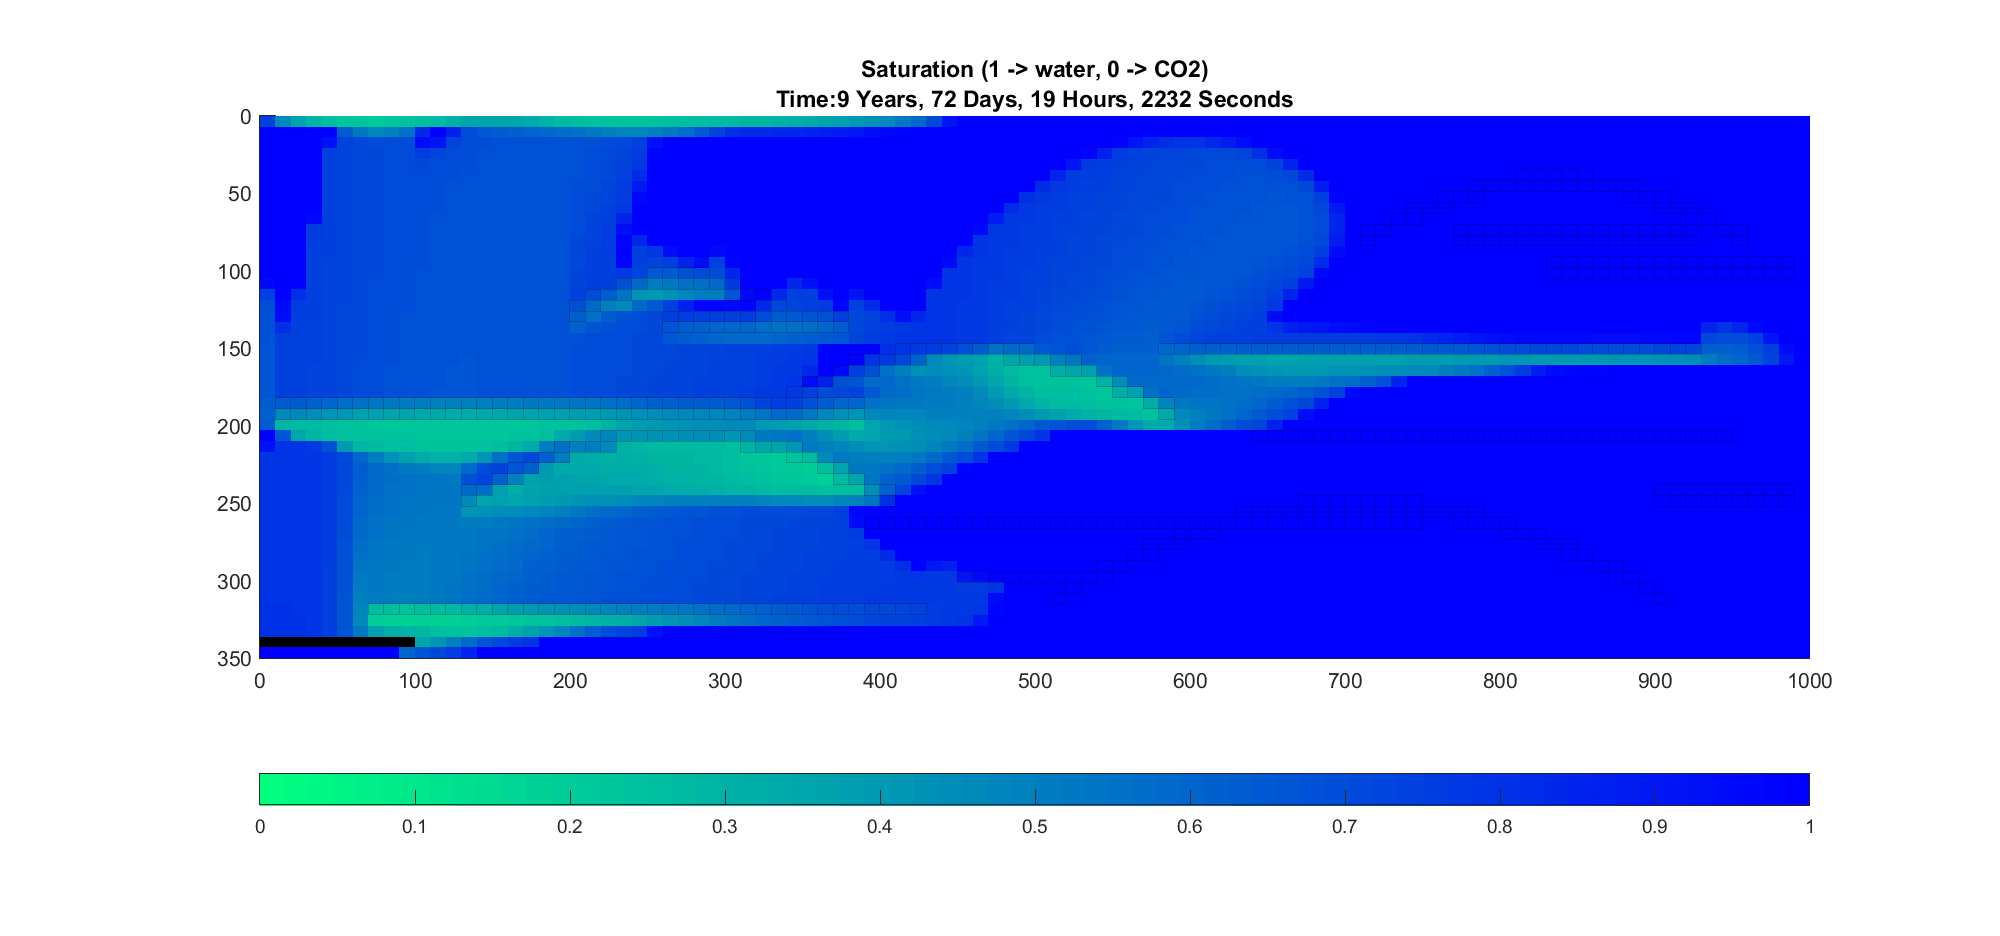 Saturation (1 -> water, 0 -> CO2)
Time:9 Years, 72 Days, 19 Hours, 2232 Seconds
0
50
100
150
200
250
300
350
0 100 200 300 400 500 600 700 800 900 1000
0 0.1 0.2 0.3 0.4 0.5 0.6 0.7 0.8 0.9 1